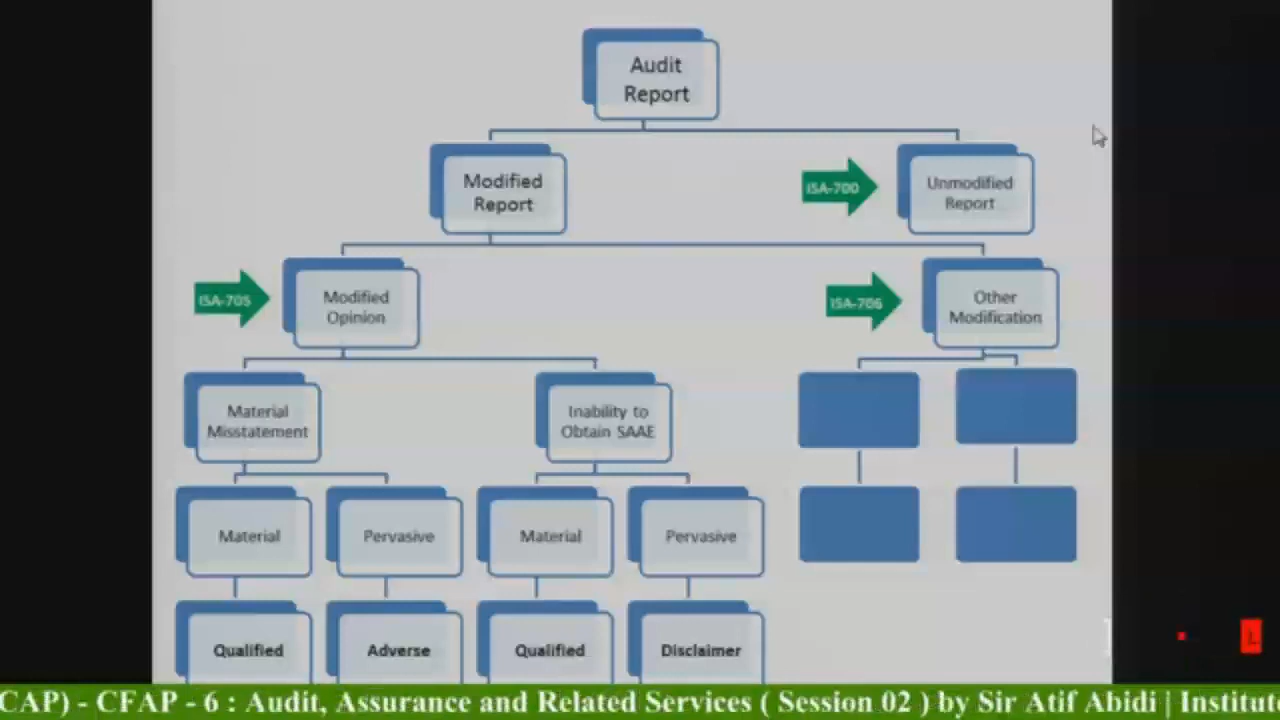 Audit
Report
Modified
Report
ISA-700
Unmodified
Report
ISA-705
Modified
Opinion
ISA-706
Other
Modification
Material
Misstatement
Inability to
Obtain SAAE
Material
Pervasive
Material
Pervasive
Qualified
Adverse
Qualified
Disclaimer
L
CAP) - CFAP - 6 : Audit, Assurance and Related Services ( Session 02 ) by Sir Atif Abidi | Institut